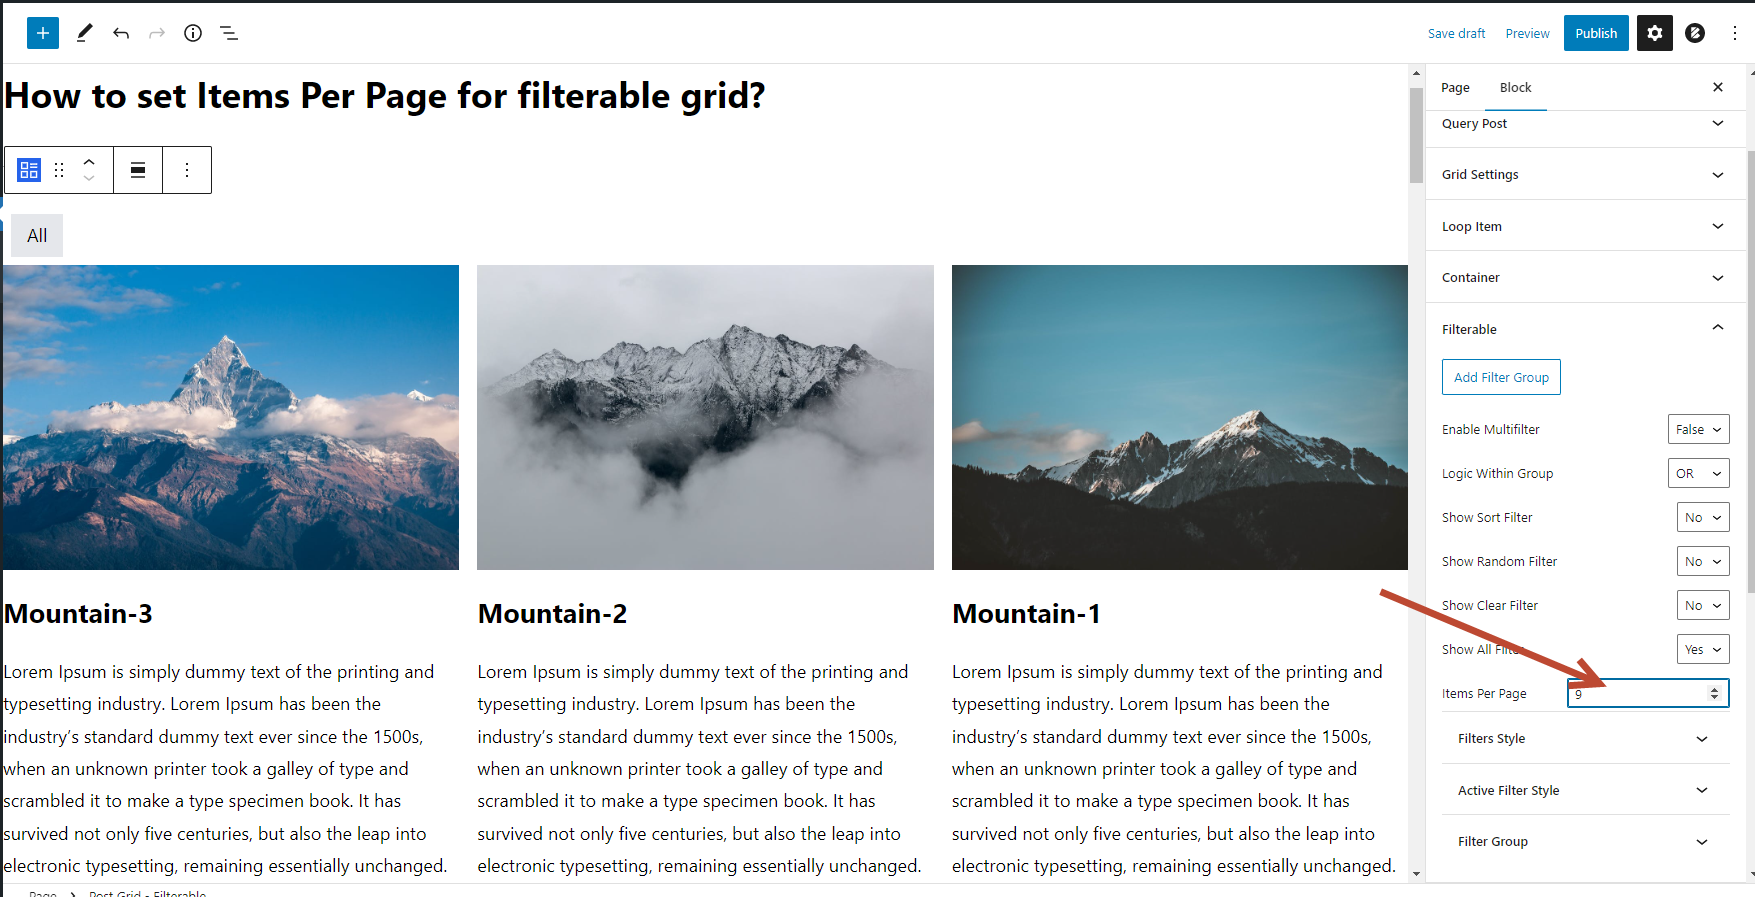 Save draft
Preview
Publish
How to set Items Per Page for filterable grid?
All
Mountain-3
Lorem Ipsum is simply dummy text of the printing and
typesetting industry. Lorem Ipsum has been the
industry’s standard dummy text ever since the 1500s,
when an unknown printer took a galley of type and
scrambled it to make a type specimen book. It has
survived not only five centuries, but also the leap into
electronic typesetting, remaining essentially unchanged.
Mountain-2
Lorem Ipsum is simply dummy text of the printing and
typesetting industry. Lorem Ipsum has been the
industry’s standard dummy text ever since the 1500s,
when an unknown printer took a galley of type and
scrambled it to make a type specimen book. It has
survived not only five centuries, but also the leap into
electronic typesetting, remaining essentially unchanged.
Mountain-1
Lorem Ipsum is simply dummy text of the printing and
typesetting industry. Lorem Ipsum has been the
industry’s standard dummy text ever since the 1500s,
when an unknown printer took a galley of type and
scrambled it to make a type specimen book. It has
survived not only five centuries, but also the leap into
electronic typesetting, remaining essentially unchanged.
Page Block
Query Post
Grid Settings
Loop Item
Container
Filterable
Add Filter Group
Enable Multifilter False
Logic Within Group OR
Show Sort Filter No
Show Random Filter No
Show Clear Filter No
Show All Filter Yes
Items Per Page 9
Filters Style
Active Filter Style
Filter Group
Page Post Grid - Filterable